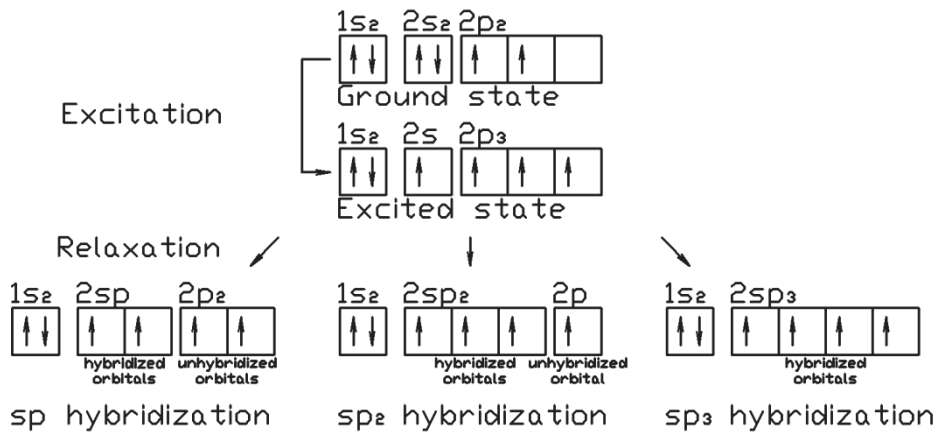 1s2 2s2 2p2
Ground state
Excitation
1s2 2s 2p3
Excited state
Relaxation
1s2 2sp 2p2
hybridized orbitals
unhybridized orbitals
sp hybridization
1s2 2sp2 2p
hybridized orbitals
unhybridized orbital
sp2 hybridization
1s2 2sp3
hybridized orbitals
sp3 hybridization